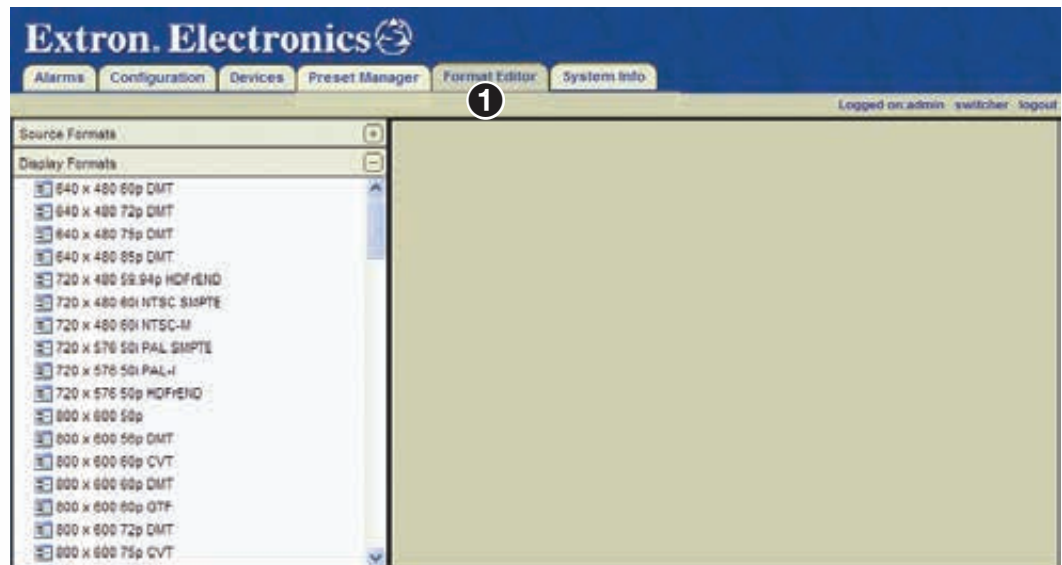 Extron. Electronics
Alarms Configuration Devices Preset Manager Format Editor System Info
1
Logged on:admin switcher logout
Source Formats
Display Formats
640 x 480 60p DMT
640 x 480 72p DMT
640 x 480 75p DMT
640 x 480 85p DMT
720 x 480 59.94p HDFrEND
720 x 480 60i NTSC SMPTE
720 x 480 60i NTSC-M
720 x 576 50i PAL SMPTE
720 x 576 50i PAL-I
720 x 576 50p HDFrEND
800 x 600 50p
800 x 600 56p DMT
800 x 600 60p CVT
800 x 600 60p DMT
800 x 600 60p GTF
800 x 600 72p DMT
800 x 600 75p CVT